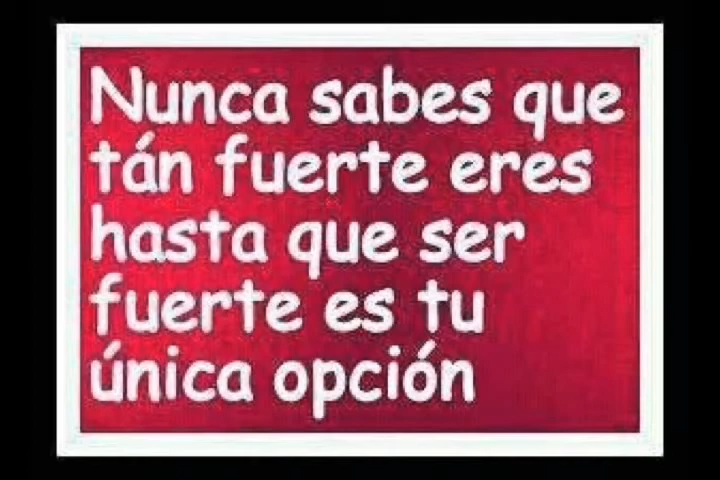 Nunca sabes que
tán fuerte eres
hasta que ser
fuerte es tu
única opción